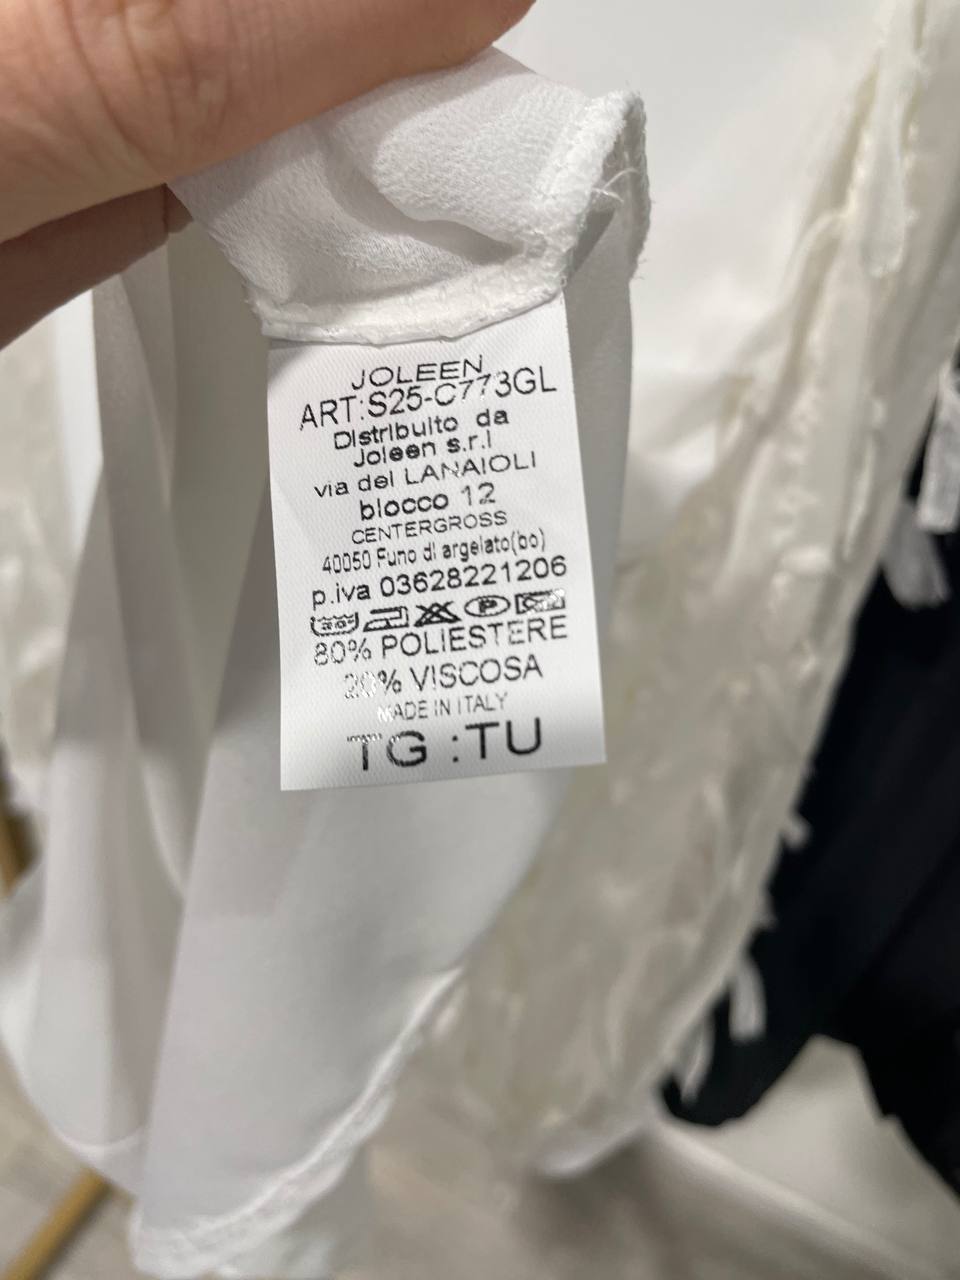 JOLEEN
ART:S25-C773GL
Distribuito da
Joleen s.r.l
via dei LANAIOLI
blocco 12
CENTERGROSS
40050 Funo di argelato(bo)
p.iva 03628221206
80% POLIESTERE
20% VISCOSA
MADE IN ITALY
TG :TU